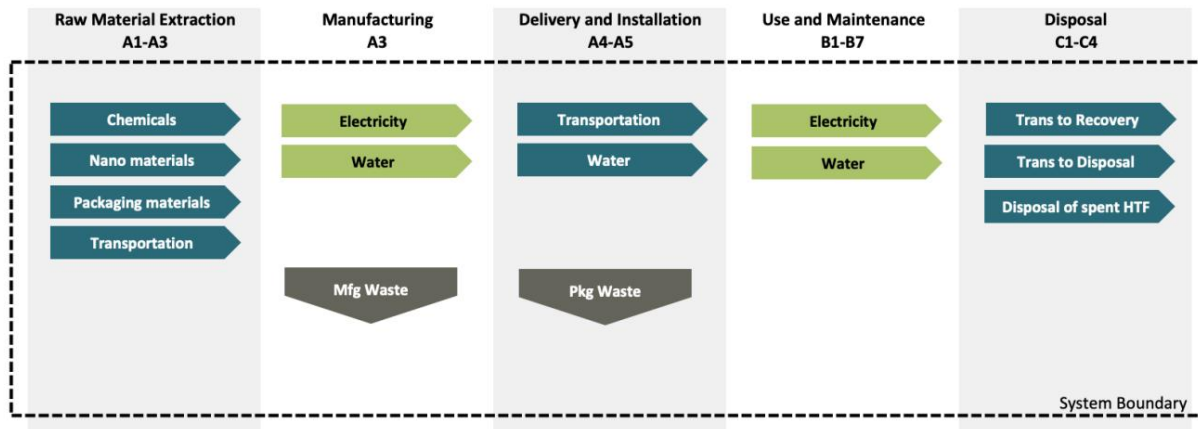 Raw Material Extraction
A1-A3
Manufacturing
A3
Delivery and Installation
A4-A5
Use and Maintenance
B1-B7
Disposal
C1-C4
Chemicals
Nano materials
Packaging materials
Transportation
Electricity
Water
Mfg Waste
Transportation
Water
Pkg Waste
Electricity
Water
Trans to Recovery
Trans to Disposal
Disposal of spent HTF
System Boundary